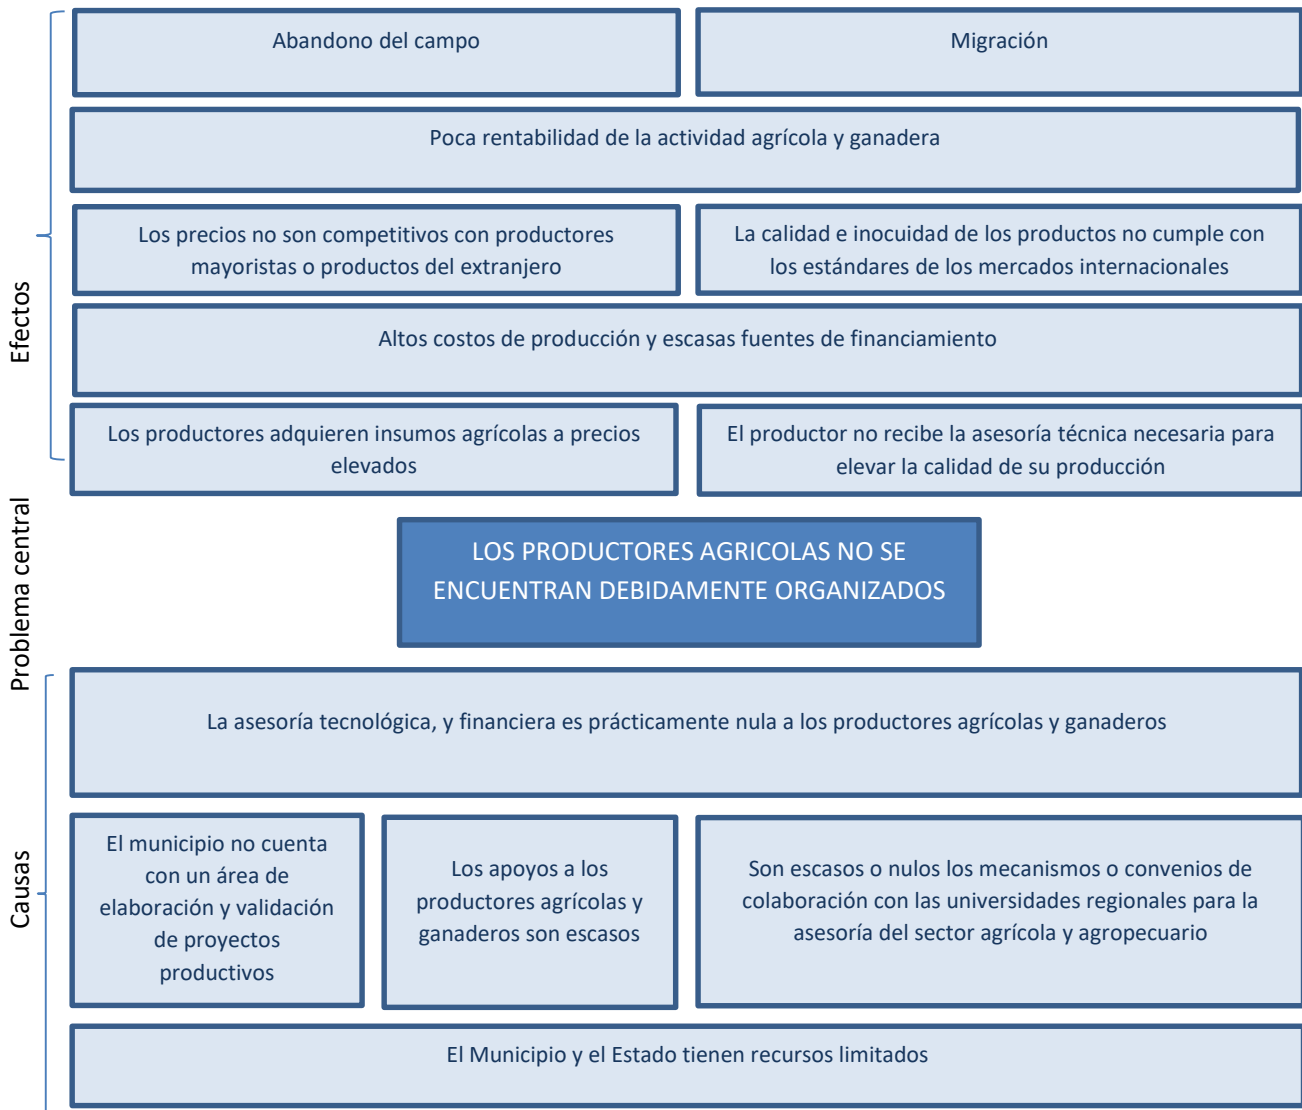 Abandono del campo
Migración
Poca rentabilidad de la actividad agrícola y ganadera
Los precios no son competitivos con productores
mayoristas o productos del extranjero
La calidad e inocuidad de los productos no cumple con
los estándares de los mercados internacionales
Efectos
Altos costos de producción y escasas fuentes de financiamiento
Los productores adquieren insumos agrícolas a precios
elevados
El productor no recibe la asesoría técnica necesaria para
elevar la calidad de su producción
Problema central
LOS PRODUCTORES AGRICOLAS NO SE
ENCUENTRAN DEBIDAMENTE ORGANIZADOS
La asesoría tecnológica, y financiera es prácticamente nula a los productores agrícolas y ganaderos
Causas
El municipio no cuenta
con un área de
elaboración y validación
de proyectos
productivos
Los apoyos a los
productores agrícolas y
ganaderos son escasos
Son escasos o nulos los mecanismos o convenios de
colaboración con las universidades regionales para la
asesoría del sector agrícola y agropecuario
El Municipio y el Estado tienen recursos limitados